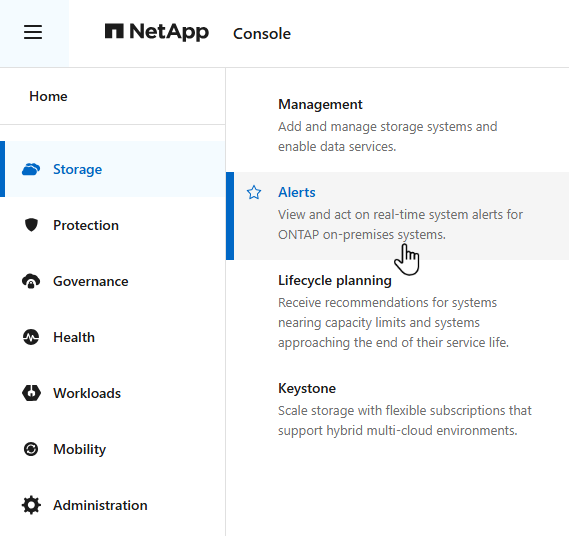 NetApp Console
Home
Storage
Protection
Governance
Health
Workloads
Mobility
Administration
Management
Add and manage storage systems and
enable data services.
Alerts
View and act on real-time system alerts for
ONTAP on-premises systems.
Lifecycle planning
Receive recommendations for systems
nearing capacity limits and systems
approaching the end of their service life.
Keystone
Scale storage with flexible subscriptions that
support hybrid multi-cloud environments.